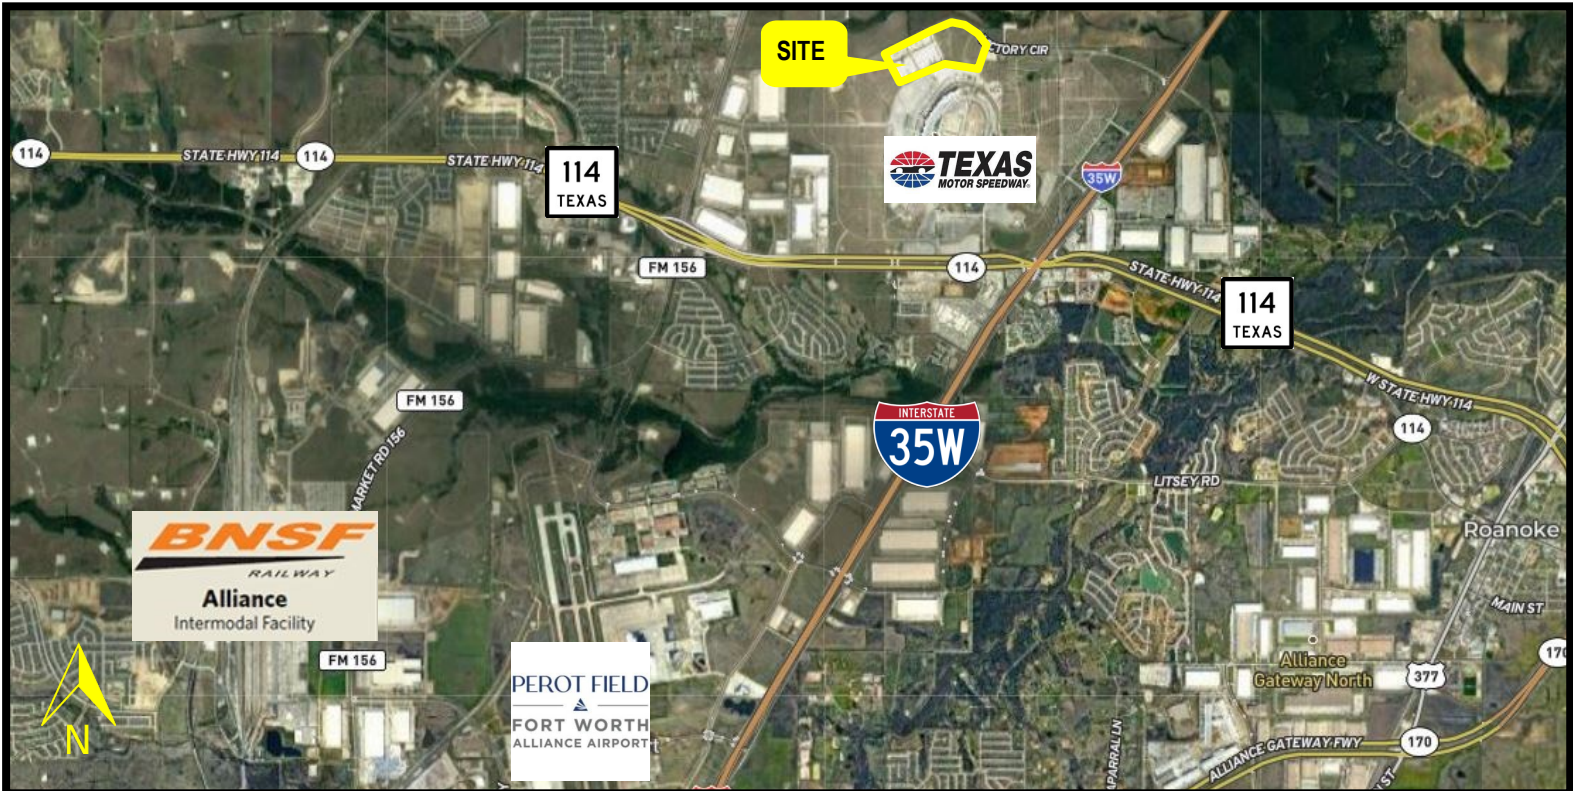 SITE
CTORY CIR
114
STATE HWY 114
114
STATE HWY 114
114
TEXAS
TEXAS
MOTOR SPEEDWAY
35W
FM 156
114
STATE HWY 114
114
TEXAS
W STATE HWY 114
114
FM 156
INTERSTATE
35W
MARKET RD 156
LITSEY RD
Roanoke
BNSF
RAILWAY
Alliance
Intermodal Facility
MAIN ST
FM 156
PEROT FIELD
FORT WORTH
ALLIANCE AIRPORT
Alliance
Gateway North
377
170
170
ALLIANCE GATEWAY FWY
APARRAL LN
N ST
N